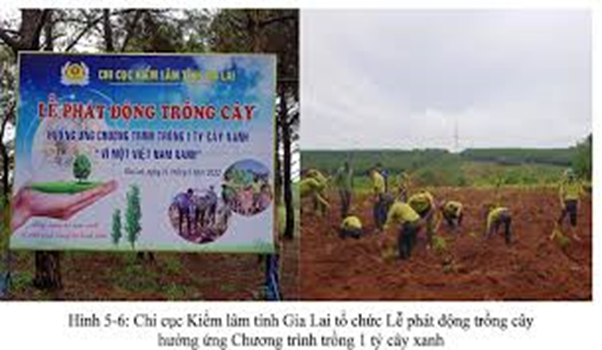 CHI CỤC KIỂM LÂM TỈNH GIA LAI
LỄ PHÁT ĐỘNG TRỒNG CÂY
HƯỞNG ỨNG CHƯƠNG TRÌNH TRỒNG 1 TỶ CÂY XANH
"VÌ MỘT VIỆT NAM XANH"
Hình 5-6: Chi cục Kiểm lâm tỉnh Gia Lai tổ chức Lễ phát động trồng cây
hưởng ứng Chương trình trồng 1 tỷ cây xanh